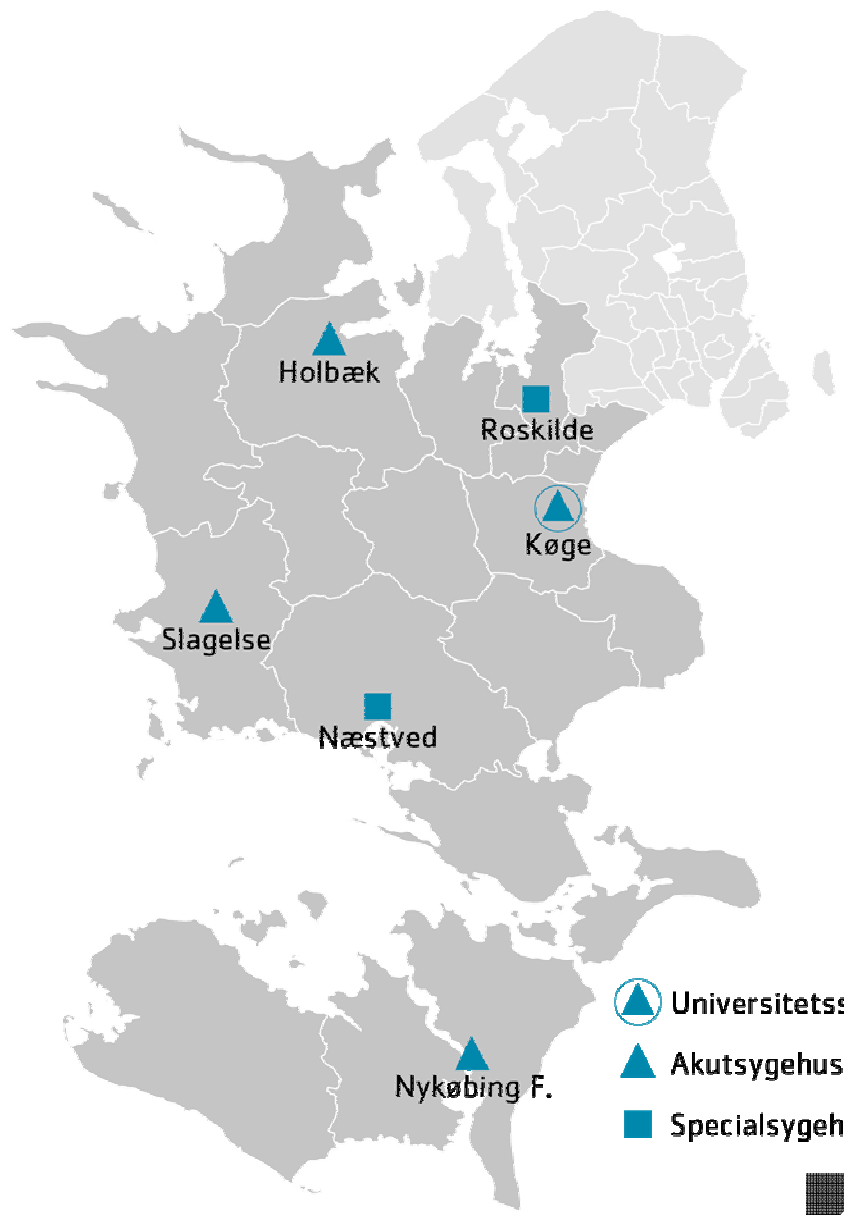 Holbæk
Roskilde
Køge
Slagelse
Næstved
Universitetss
Akutsygehus
Nykøbing F.
Specialsygeh